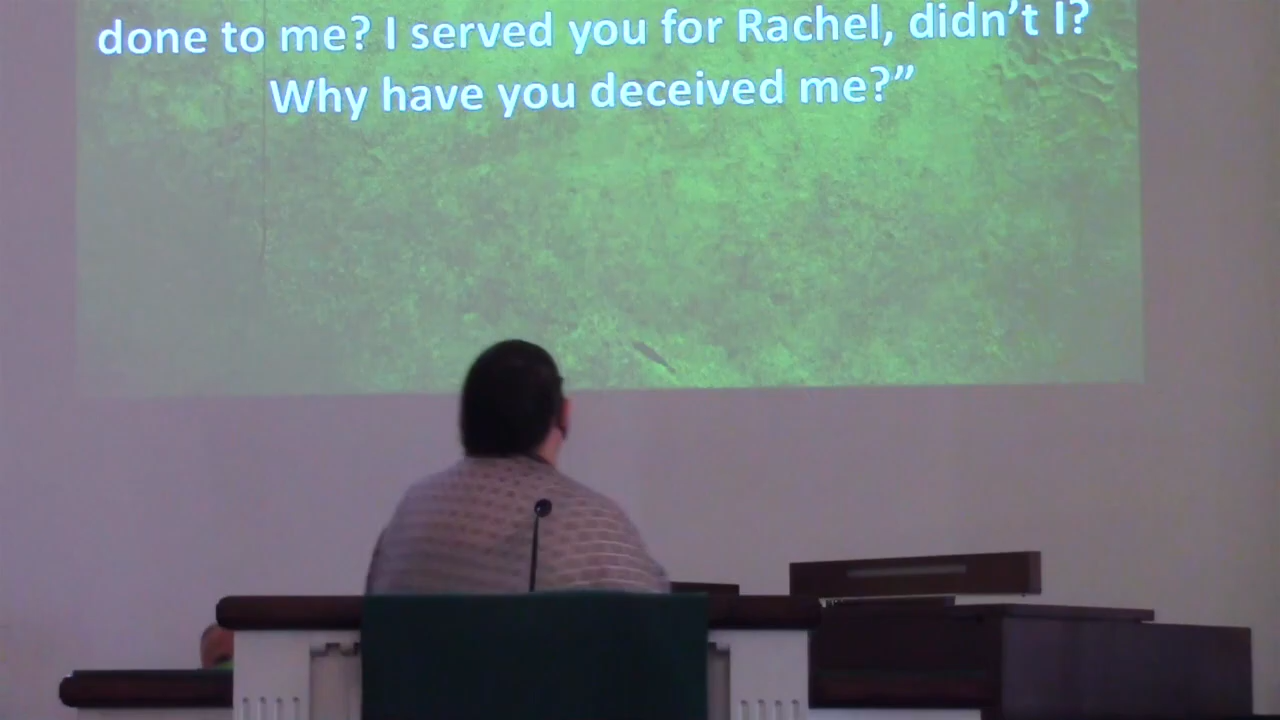 done to me? I served you for Rachel, didn’t I?
Why have you deceived me?”